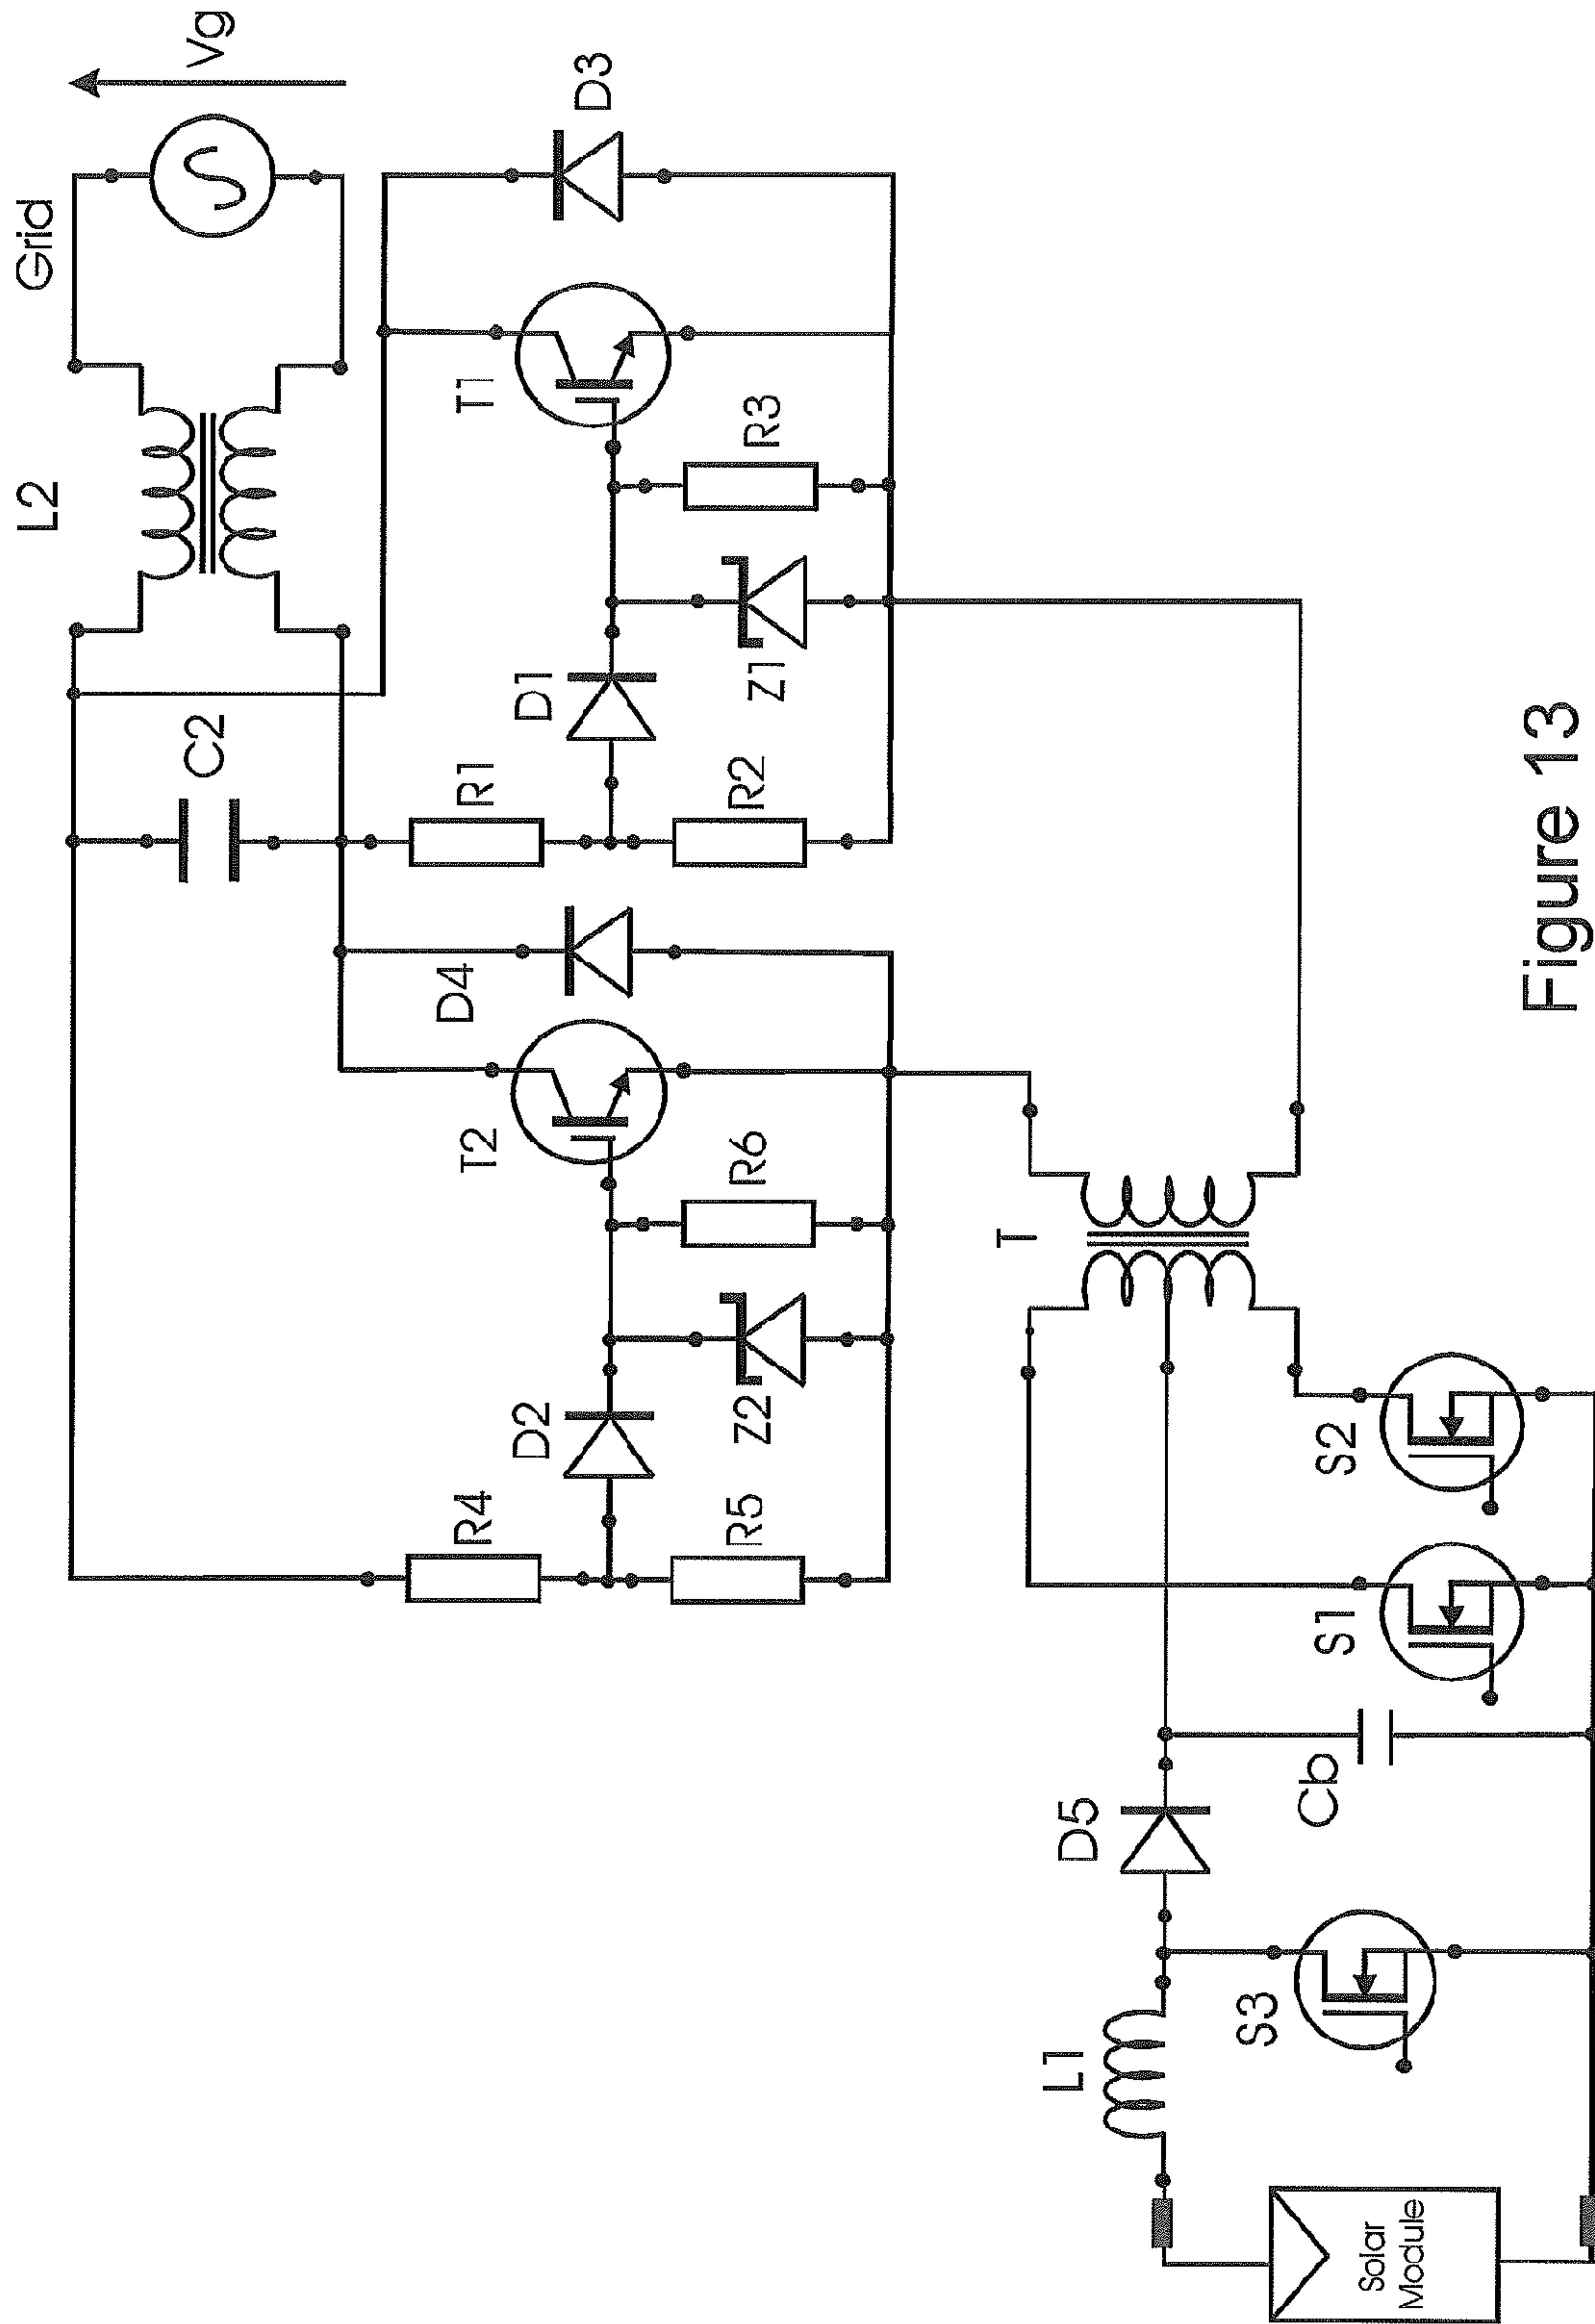 Grid
Vg
L2
C2
D3
T1
D1
R1
R3
Z1
R2
D4
T2
R6
D2
Z2
R4
R5
T
S2
S1
D5
Cb
L1
S3
Solar
Module
Figure 13